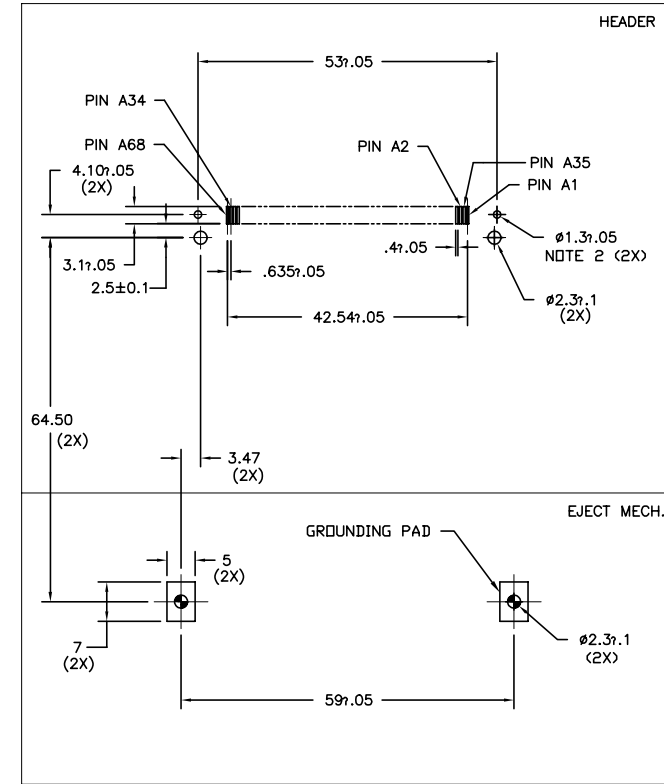 HEADER
53?.05
PIN A34
PIN A68
PIN A2
PIN A35
PIN A1
4.10?.05
(2X)
3.1?.05
2.5±0.1
.635?.05
.4?.05
ø1.3?.05
NOTE 2 (2X)
ø2.3?.1
(2X)
42.54?.05
64.50
(2X)
3.47
(2X)
EJECT MECH.
GROUNDING PAD
5
(2X)
7
(2X)
ø2.3?.1
(2X)
59?.05